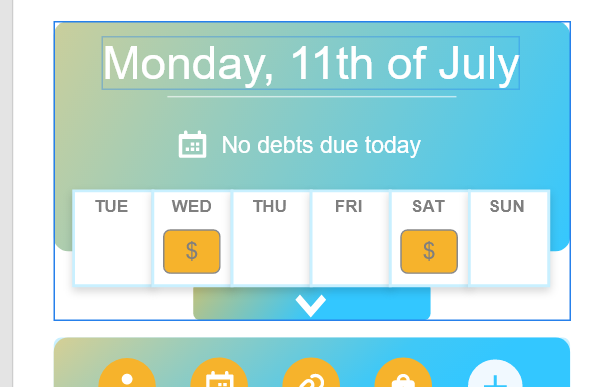 Monday, 11th of July
No debts due today
TUE WED THU FRI SAT SUN
$ $